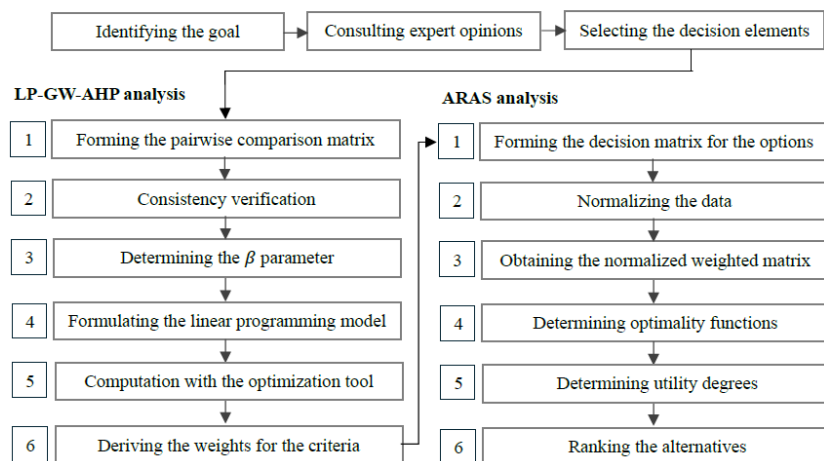 Identifying the goal
Consulting expert opinions
Selecting the decision elements
LP-GW-AHP analysis
1 Forming the pairwise comparison matrix
2 Consistency verification
3 Determining the β parameter
4 Formulating the linear programming model
5 Computation with the optimization tool
6 Deriving the weights for the criteria
ARAS analysis
1 Forming the decision matrix for the options
2 Normalizing the data
3 Obtaining the normalized weighted matrix
4 Determining optimality functions
5 Determining utility degrees
6 Ranking the alternatives